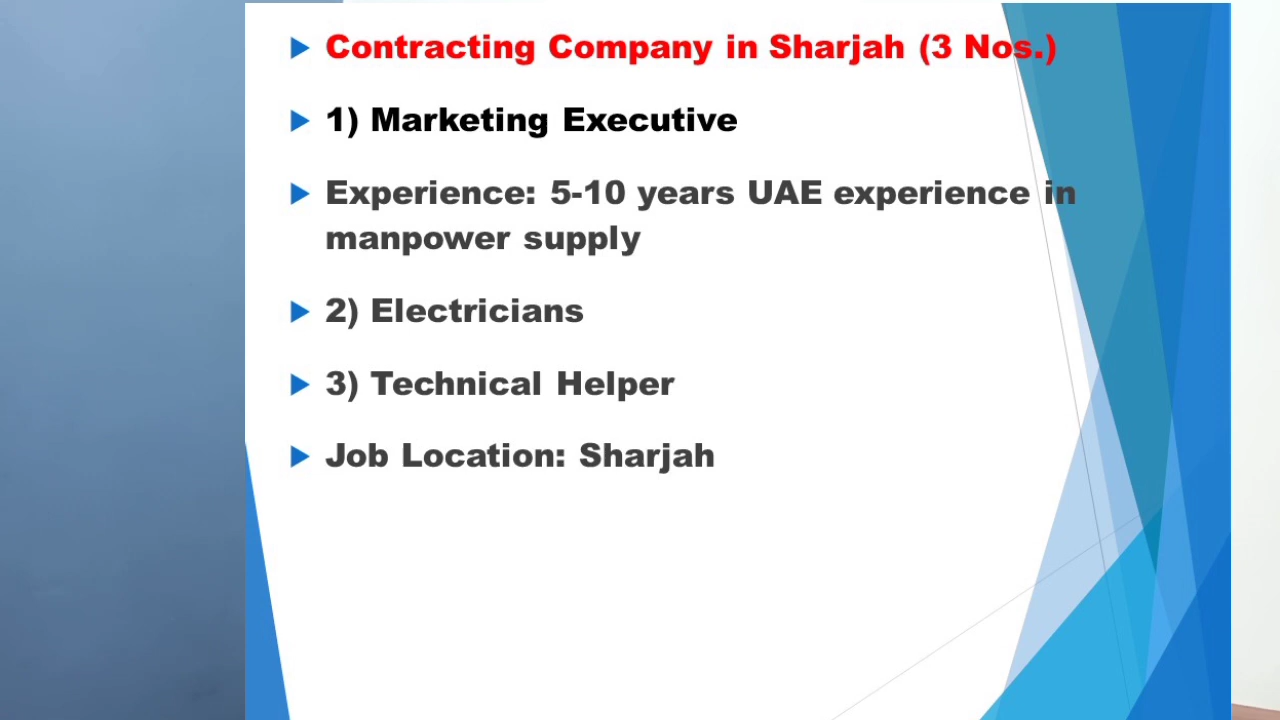 Contracting Company in Sharjah (3 Nos.)
1) Marketing Executive
Experience: 5-10 years UAE experience in
manpower supply
2) Electricians
3) Technical Helper
Job Location: Sharjah